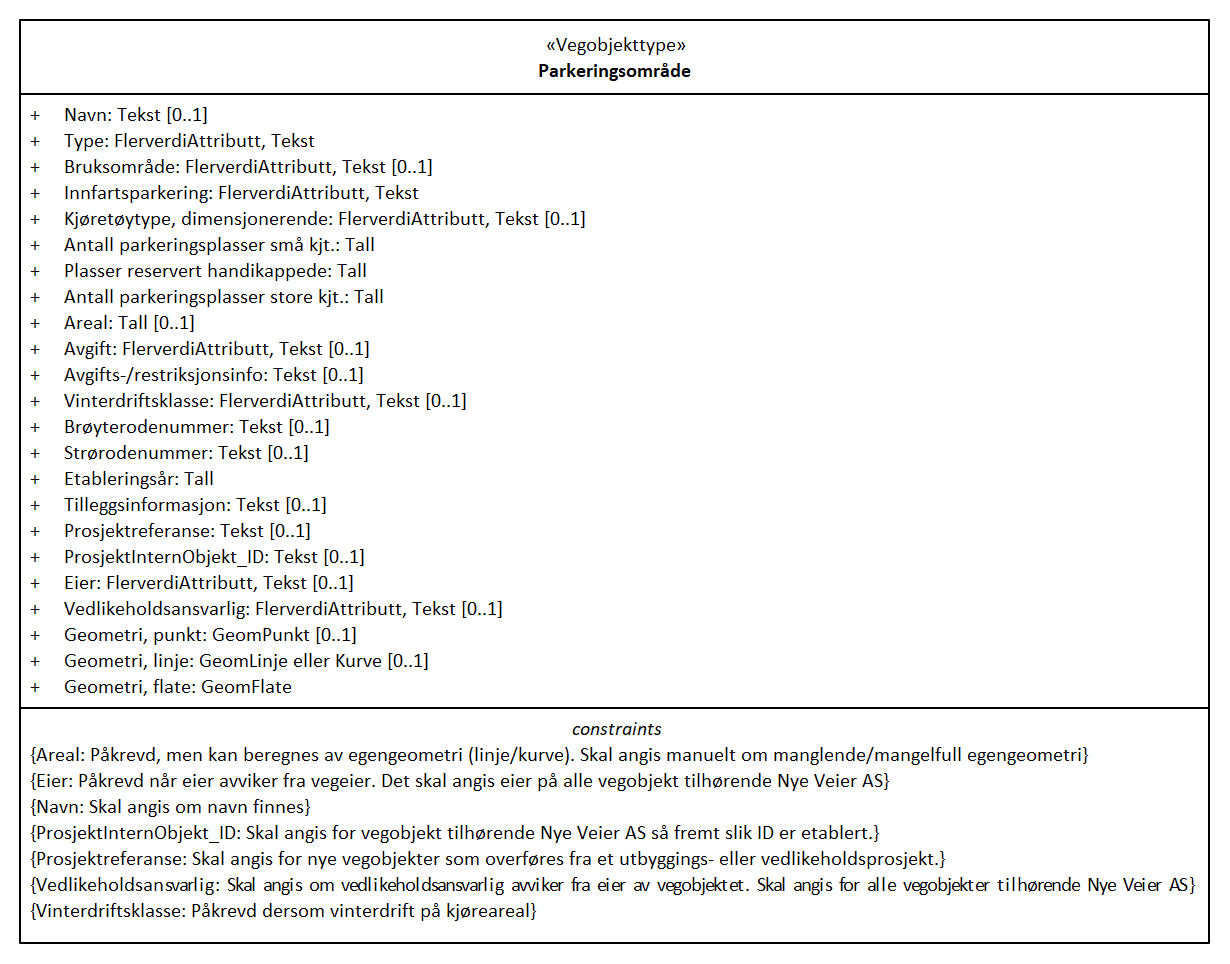 «Vegobjekttype»
Parkeringsområde
+ Navn: Tekst [0..1]
+ Type: FlerverdiAttributt, Tekst
+ Bruksområde: FlerverdiAttributt, Tekst [0..1]
+ Innfartsparkering: FlerverdiAttributt, Tekst
+ Kjøretøytype, dimensjonerende: FlerverdiAttributt, Tekst [0..1]
+ Antall parkeringsplasser små kjt.: Tall
+ Plasser reservert handikappede: Tall
+ Antall parkeringsplasser store kjt.: Tall
+ Areal: Tall [0..1]
+ Avgift: FlerverdiAttributt, Tekst [0..1]
+ Avgifts-/restriksjonsinfo: Tekst [0..1]
+ Vinterdriftsklasse: FlerverdiAttributt, Tekst [0..1]
+ Brøyterodenummer: Tekst [0..1]
+ Strørodenummer: Tekst [0..1]
+ Etableringsår: Tall
+ Tilleggsinformasjon: Tekst [0..1]
+ Prosjektreferanse: Tekst [0..1]
+ ProsjektInternObjekt_ID: Tekst [0..1]
+ Eier: FlerverdiAttributt, Tekst [0..1]
+ Vedlikeholdsansvarlig: FlerverdiAttributt, Tekst [0..1]
+ Geometri, punkt: GeomPunkt [0..1]
+ Geometri, linje: GeomLinje eller Kurve [0..1]
+ Geometri, flate: GeomFlate
constraints
{Areal: Påkrevd, men kan beregnes av egengeometri (linje/kurve). Skal angis manuelt om manglende/mangelfull egengeometri}
{Eier: Påkrevd når eier avviker fra vegeier. Det skal angis eier på alle vegobjekt tilhørende Nye Veier AS}
{Navn: Skal angis om navn finnes}
{ProsjektInternObjekt_ID: Skal angis for vegobjekt tilhørende Nye Veier AS så fremt slik ID er etablert.}
{Prosjektreferanse: Skal angis for nye vegobjekter som overføres fra et utbyggings- eller vedlikeholdsprosjekt.}
{Vedlikeholdsansvarlig: Skal angis om vedlikeholdsansvarlig avviker fra eier av vegobjektet. Skal angis for alle vegobjekter tilhørende Nye Veier AS}
{Vinterdriftsklasse: Påkrevd dersom vinterdrift på kjøreareal}